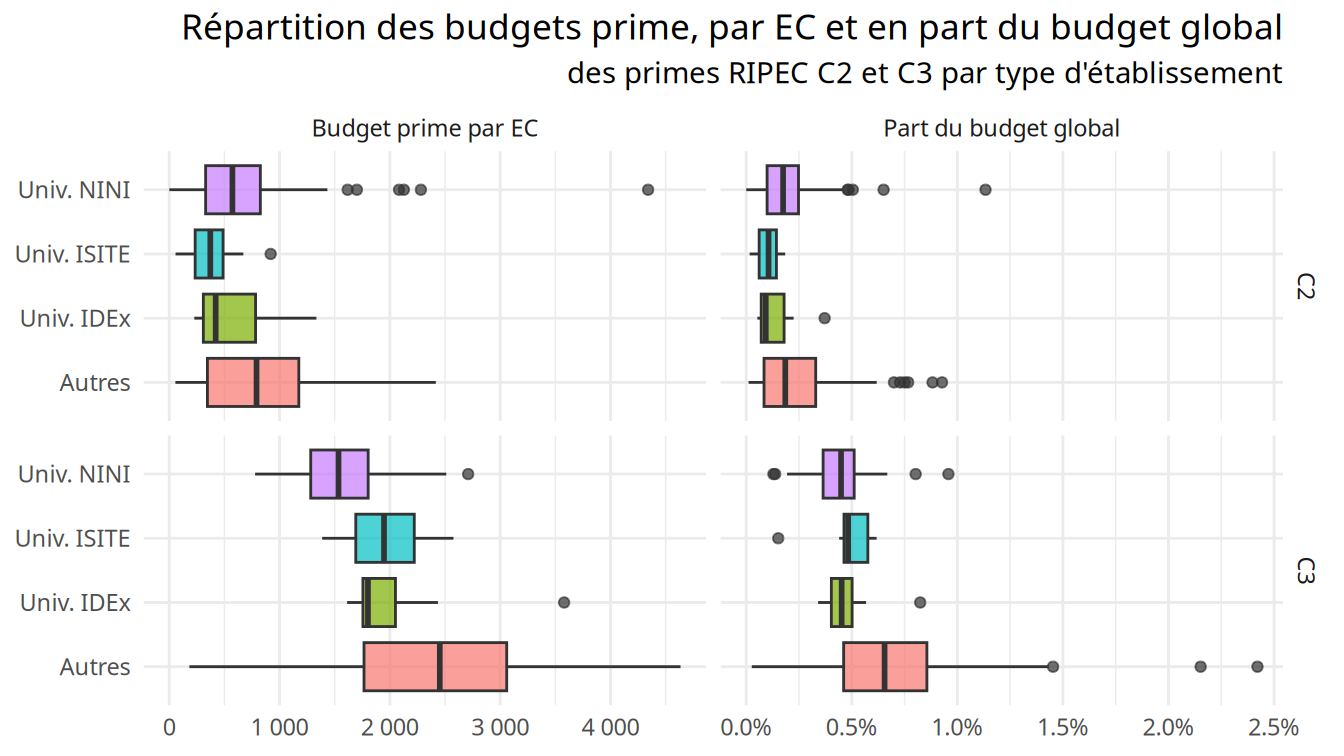 Répartition des budgets prime, par EC et en part du budget global
des primes RIPEC C2 et C3 par type d'établissement
Budget prime par EC
Part du budget global
Univ. NINI
Univ. ISITE
Univ. IDEx
Autres
C2
Univ. NINI
Univ. ISITE
Univ. IDEx
Autres
C3
0 1 000 2 000 3 000 4 000
0.0% 0.5% 1.0% 1.5% 2.0% 2.5%